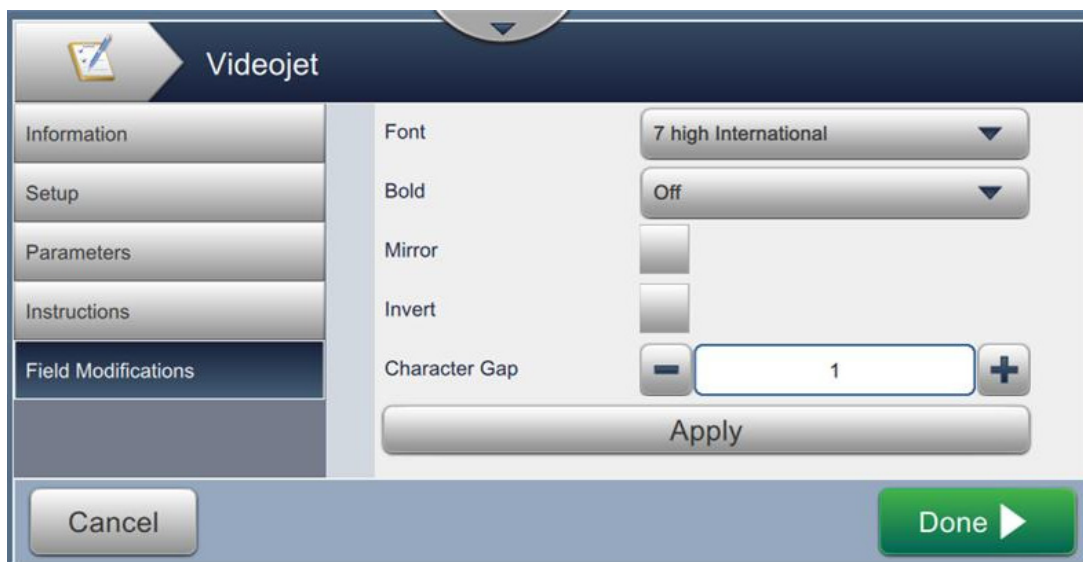 Videojet
Information
Setup
Parameters
Instructions
Field Modifications
Font 7 high International
Bold Off
Mirror
Invert
Character Gap 1
Apply
Cancel Done